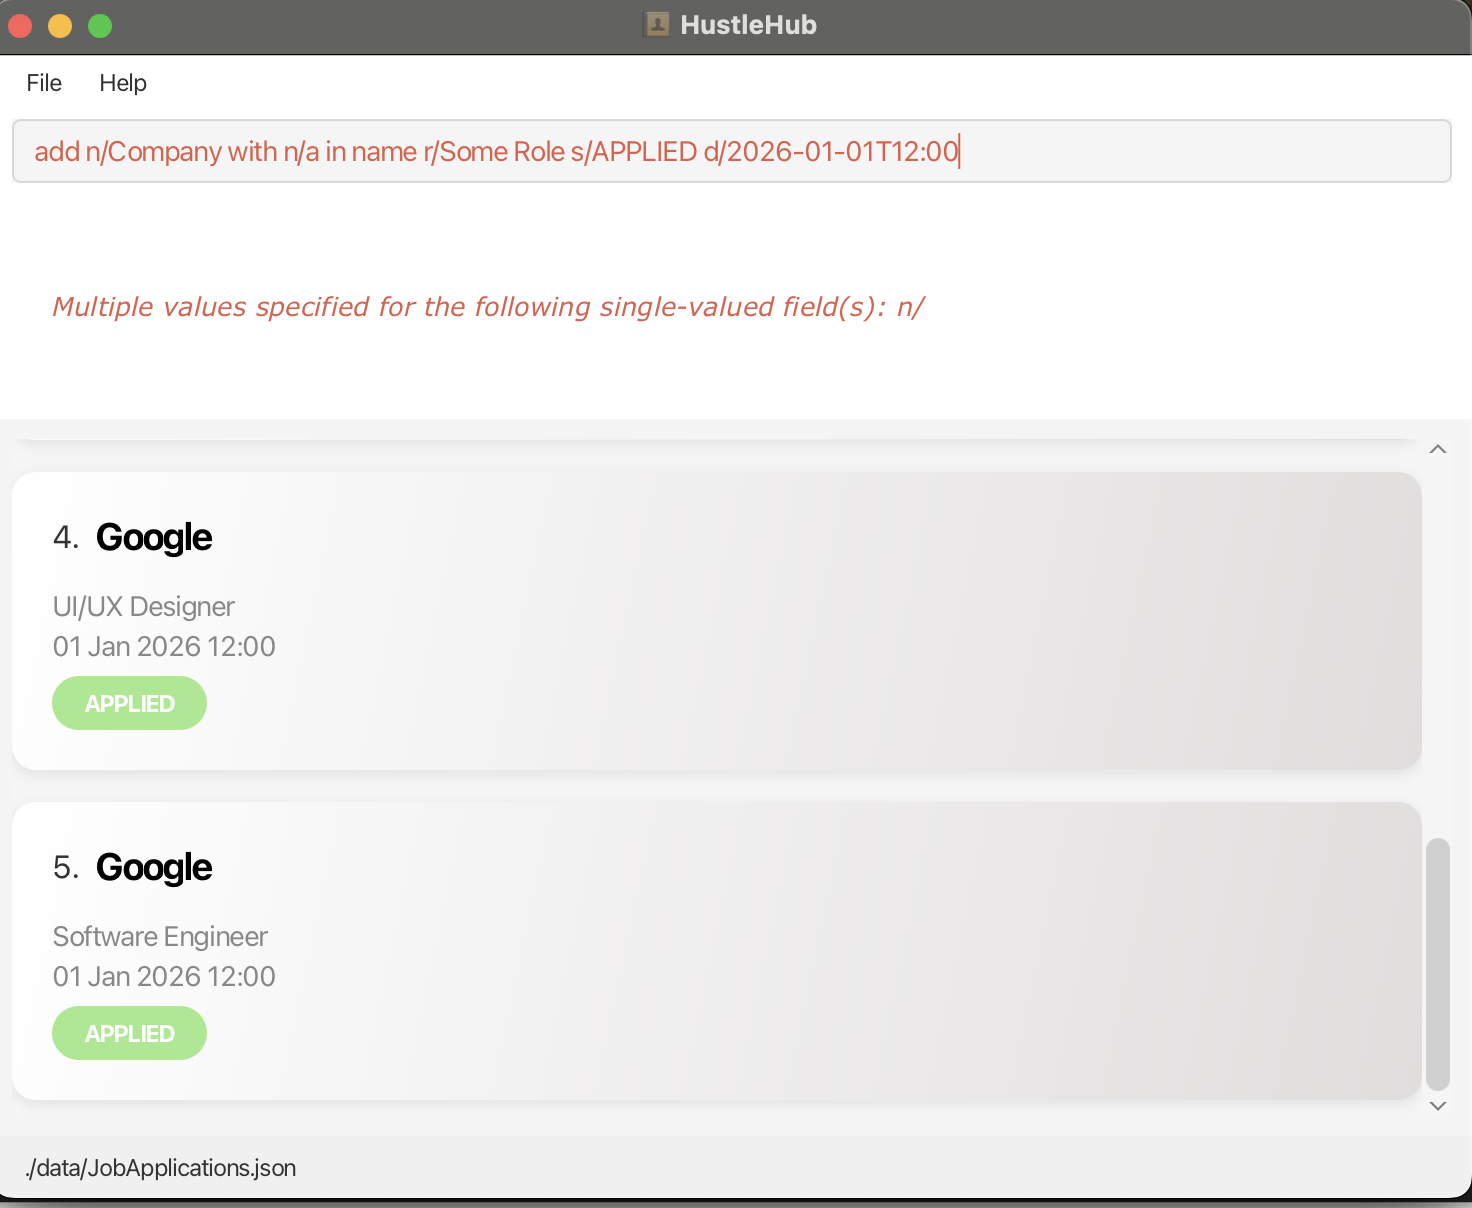 HustleHub
File Help
add n/Company with n/a in name r/Some Role s/APPLIED d/2026-01-01T12:00
Multiple values specified for the following single-valued field(s): n/
4. Google
UI/UX Designer
01 Jan 2026 12:00
APPLIED
5. Google
Software Engineer
01 Jan 2026 12:00
APPLIED
./data/JobApplications.json